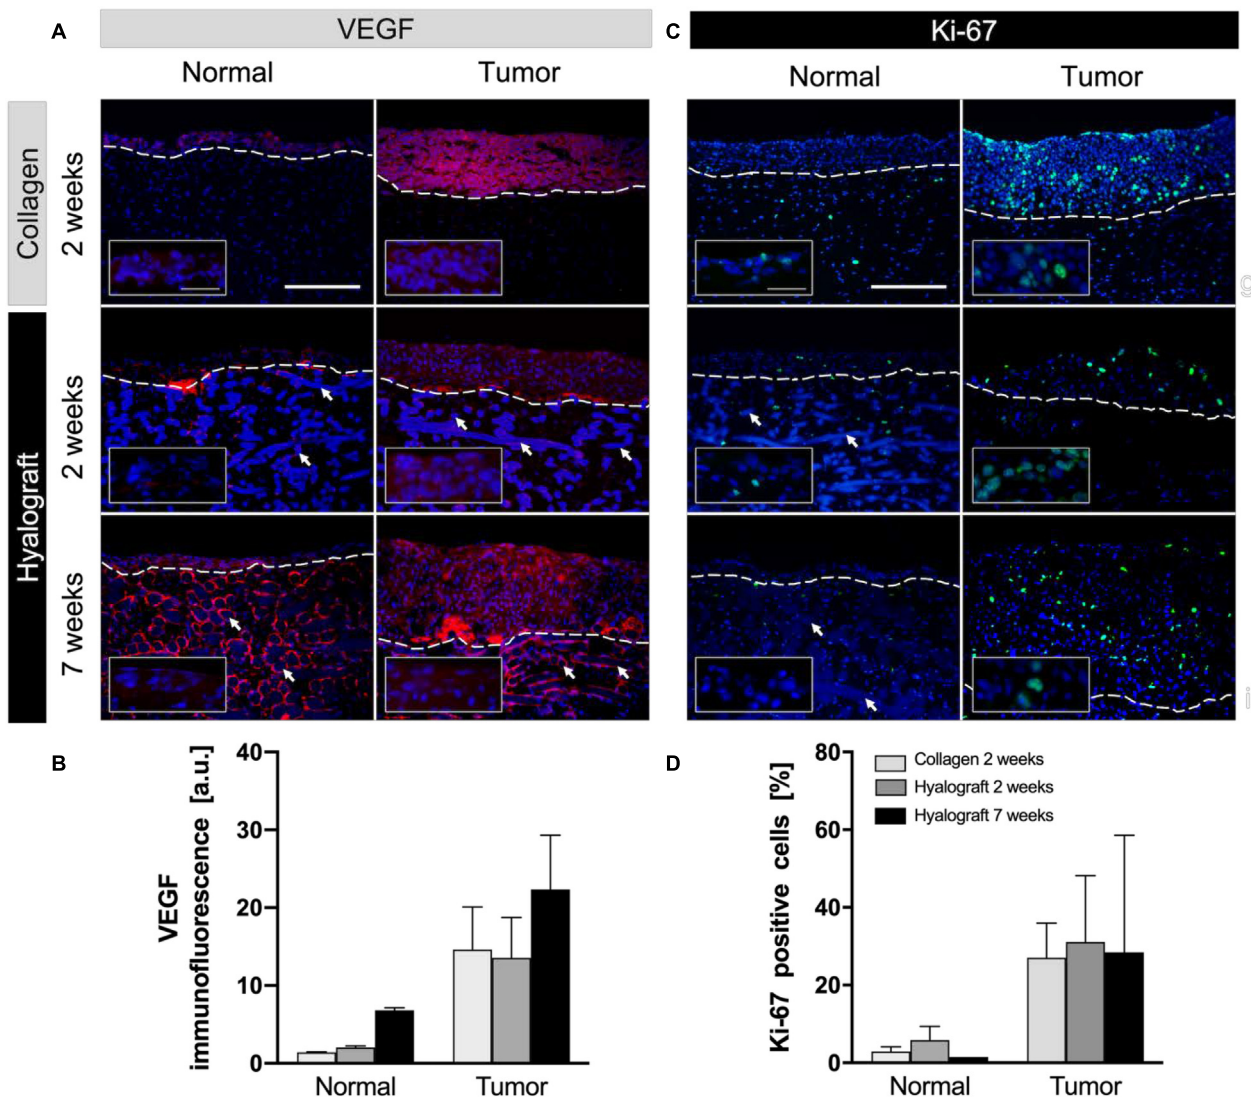 A
VEGF
C
Ki-67
Normal
Tumor
Normal
Tumor
Collagen
2 weeks
Hyalograft
2 weeks
7 weeks
B
VEGF
immunofluorescence [a.u.]
40
30
20
10
0
Normal
Tumor
D
Ki-67 positive cells [%]
80
60
40
20
0
Collagen 2 weeks
Hyalograft 2 weeks
Hyalograft 7 weeks
Normal
Tumor